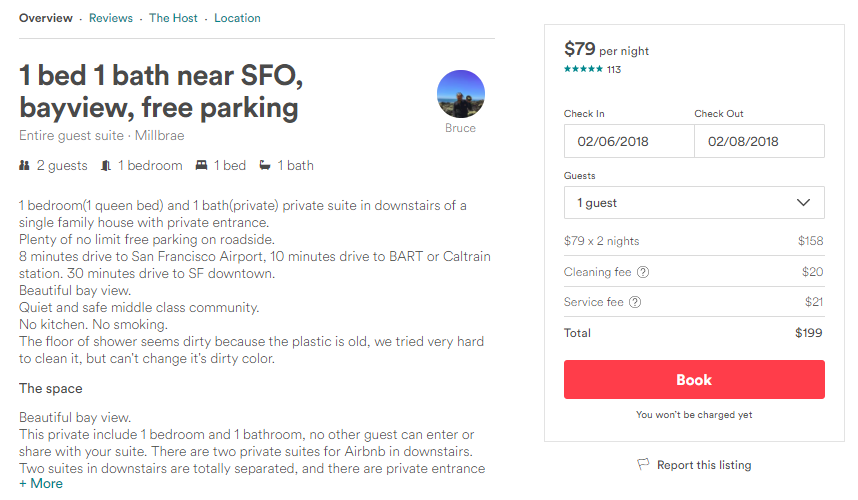 Overview · Reviews · The Host · Location
1 bed 1 bath near SFO,
bayview, free parking
Entire guest suite · Millbrae
Bruce
2 guests 1 bedroom 1 bed 1 bath
1 bedroom(1 queen bed) and 1 bath(private) private suite in downstairs of a
single family house with private entrance.
Plenty of no limit free parking on roadside.
8 minutes drive to San Francisco Airport, 10 minutes drive to BART or Caltrain
station. 30 minutes drive to SF downtown.
Beautiful bay view.
Quiet and safe middle class community.
No kitchen. No smoking.
The floor of shower seems dirty because the plastic is old, we tried very hard
to clean it, but can't change it's dirty color.
The space
Beautiful bay view.
This private include 1 bedroom and 1 bathroom, no other guest can enter or
share with your suite. There are two private suites for Airbnb in downstairs.
Two suites in downstairs are totally separated, and there are private entrance
+ More
$79 per night
★★★★★ 113
Check In Check Out
02/06/2018 02/08/2018
Guests
1 guest
$79 x 2 nights $158
Cleaning fee ? $20
Service fee ? $21
Total $199
Book
You won't be charged yet
Report this listing